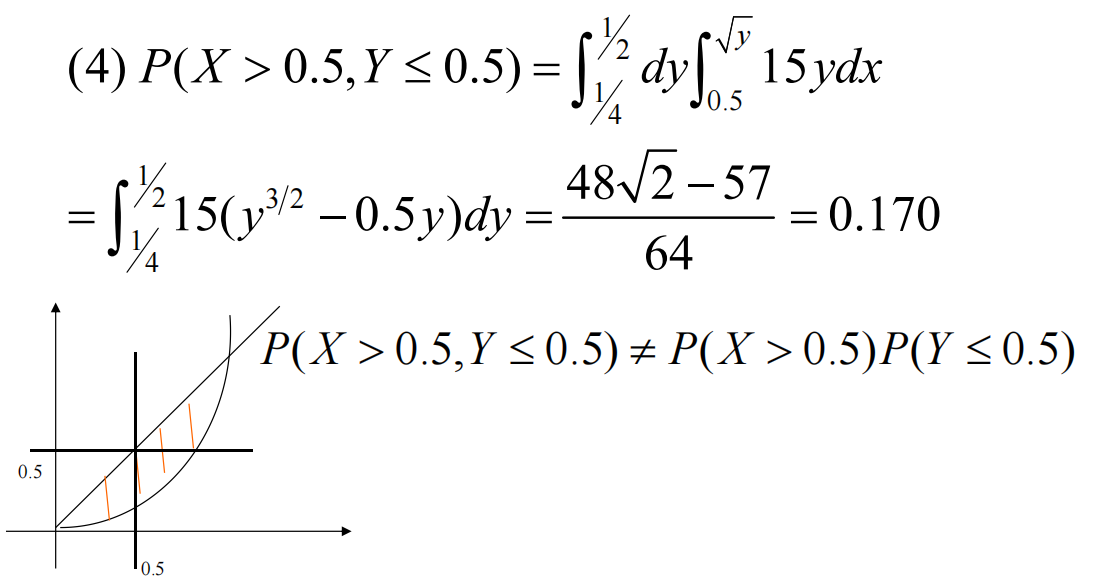 (4) P(X > 0.5, Y ≤ 0.5) = ∫_{1/4}^{1/2} dy ∫_{0.5}^{√y} 15ydx
= ∫_{1/4}^{1/2} 15(y^{3/2} − 0.5y)dy = \frac{48√2 − 57}{64} = 0.170
P(X > 0.5, Y ≤ 0.5) ≠ P(X > 0.5)P(Y ≤ 0.5)
0.5
0.5